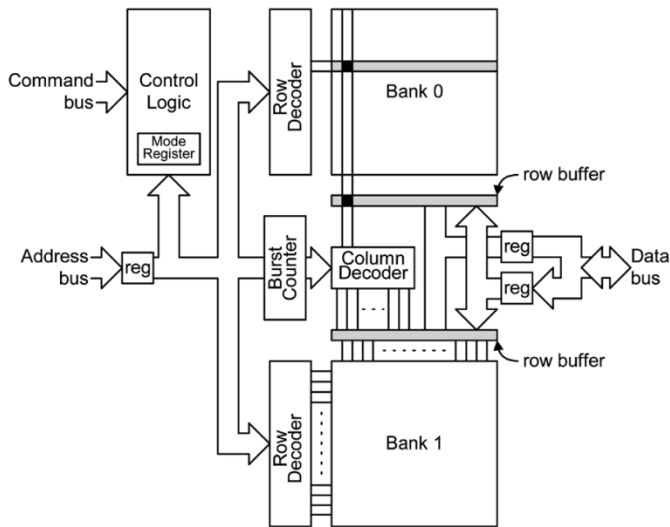 Command
bus
Control
Logic
Mode
Register
Row
Decoder
Bank 0
row buffer
Address
bus
reg
Burst
Counter
Column
Decoder
reg
reg
Data
bus
row buffer
Row
Decoder
Bank 1